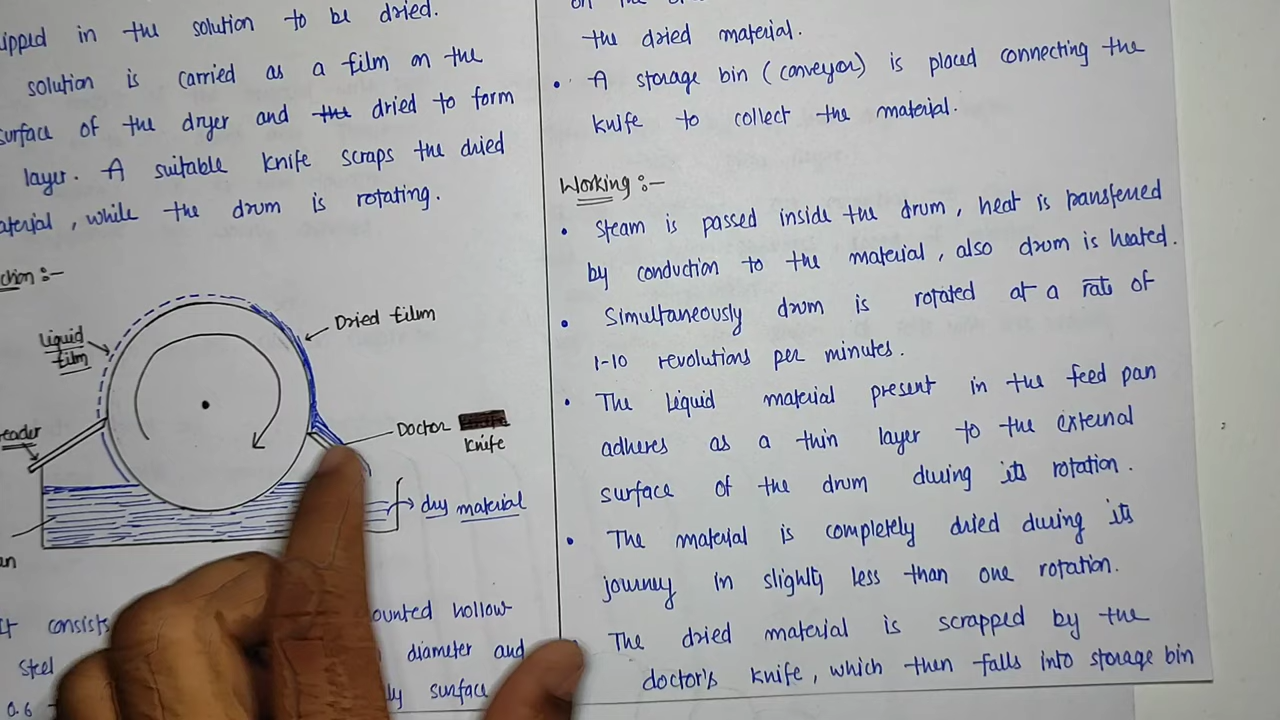 in the solution to be dried.
solution is carried as a film on the
surface of the dryer and the dried to form
layer. A suitable knife scraps the dried
, while the drum is rotating.
:-
Liquid
film
Dried film
Doctor
Knife
dry material
It consists ounted hollow
steel diameter and
0.6 surface
the dried material.
• A storage bin (conveyor) is placed connecting the
knife to collect the material.
Working :-
• Steam is passed inside the drum, heat is transferred
by conduction to the material, also drum is heated.
• Simultaneously drum is rotated at a rate of
1-10 revolutions per minutes.
• The Liquid material present in the feed pan
adheres as a thin layer to the external
surface of the drum during its rotation.
• The material is completely dried during its
journey in slighlty less than one rotation.
• The dried material is scrapped by the
doctor's knife, which then falls into storage bin